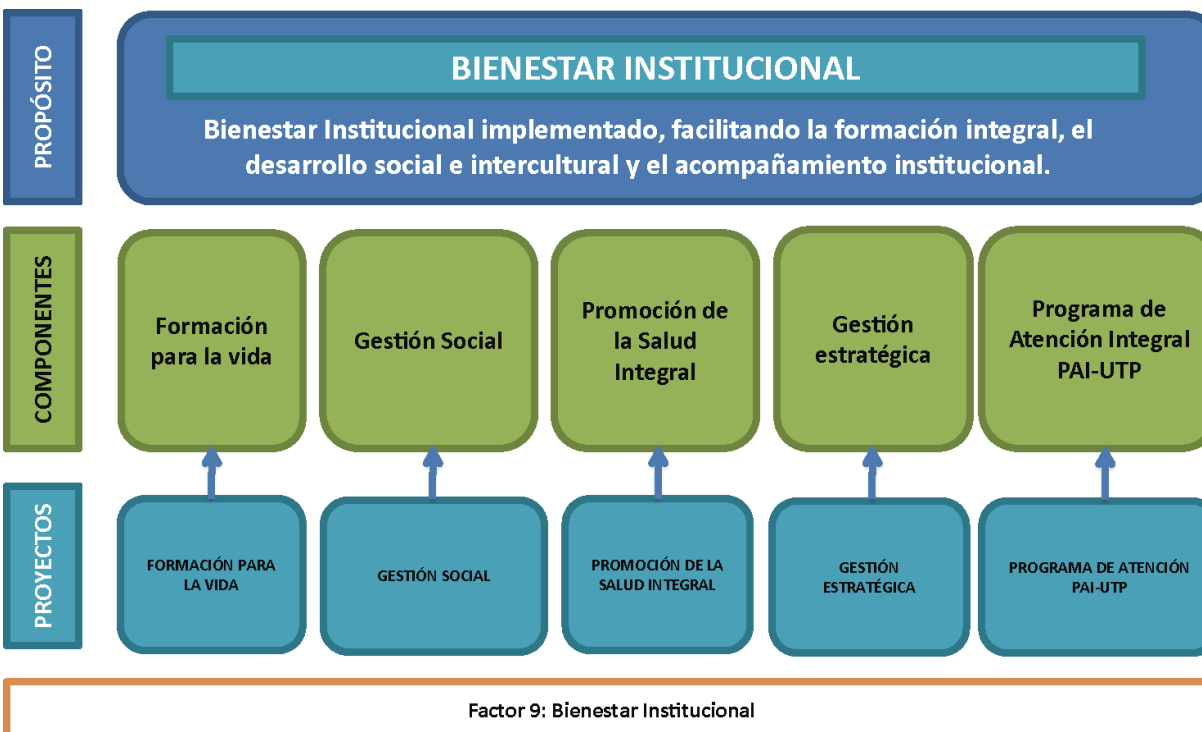 PROPÓSITO
BIENESTAR INSTITUCIONAL
Bienestar Institucional implementado, facilitando la formación integral, el
desarrollo social e intercultural y el acompañamiento institucional.
COMPONENTES
Formación
para la vida
Gestión Social
Promoción de
la Salud
Integral
Gestión
estratégica
Programa de
Atención Integral
PAI-UTP
PROYECTOS
FORMACIÓN PARA
LA VIDA
GESTIÓN SOCIAL
PROMOCIÓN DE LA
SALUD INTEGRAL
GESTIÓN
ESTRATÉGICA
PROGRAMA DE ATENCIÓN
PAI-UTP
Factor 9: Bienestar Institucional